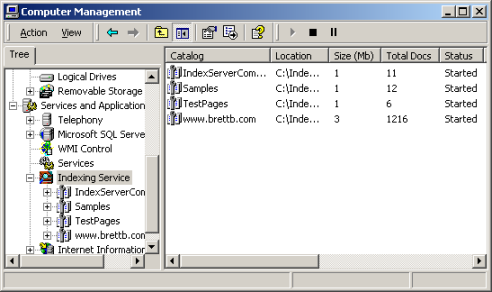 Computer Management
Action View
Tree
Logical Drives
Removable Storage
Services and Application
Telephony
Microsoft SQL Serve
WMI Control
Services
Indexing Service
IndexServerCon
Samples
TestPages
www.brettb.com
Internet Information
Catalog Location Size (Mb) Total Docs Status
IndexServerCom... C:\Inde... 1 11 Started
Samples C:\Inde... 1 12 Started
TestPages C:\Inde... 1 6 Started
www.brettb.com C:\Inde... 3 1216 Started